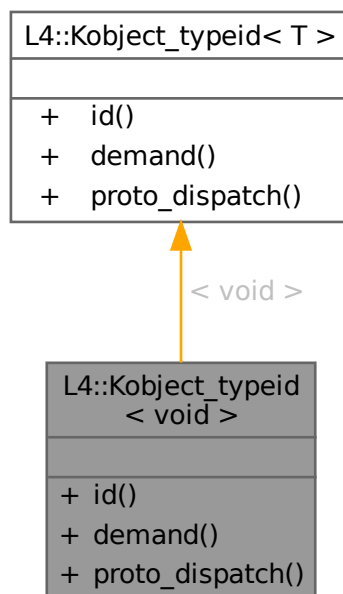 L4::Kobject_typeid< T >
+ id()
+ demand()
+ proto_dispatch()
< void >
L4::Kobject_typeid
< void >
+ id()
+ demand()
+ proto_dispatch()